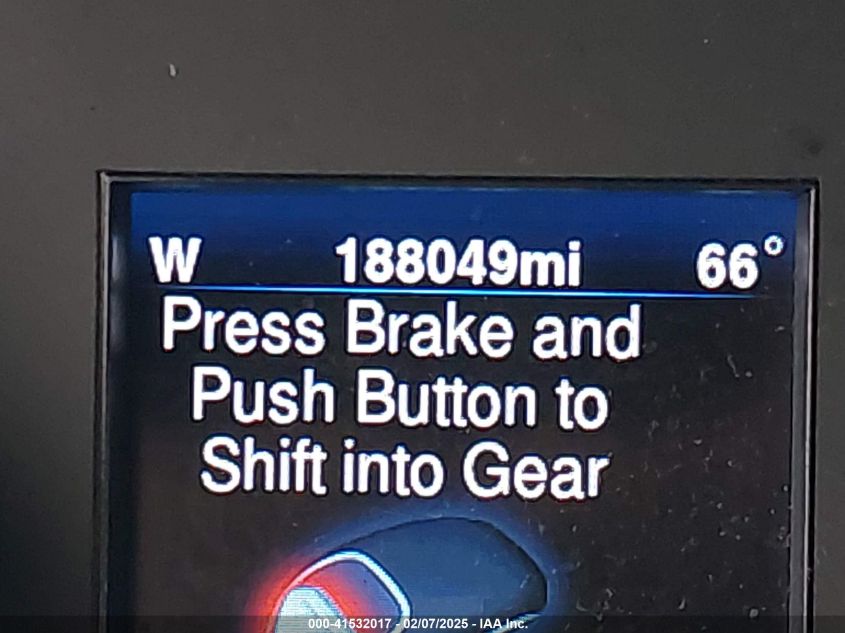 W 188049mi 66°
Press Brake and
Push Button to
Shift into Gear
000-41532017 - 02/07/2025 - IAA Inc.